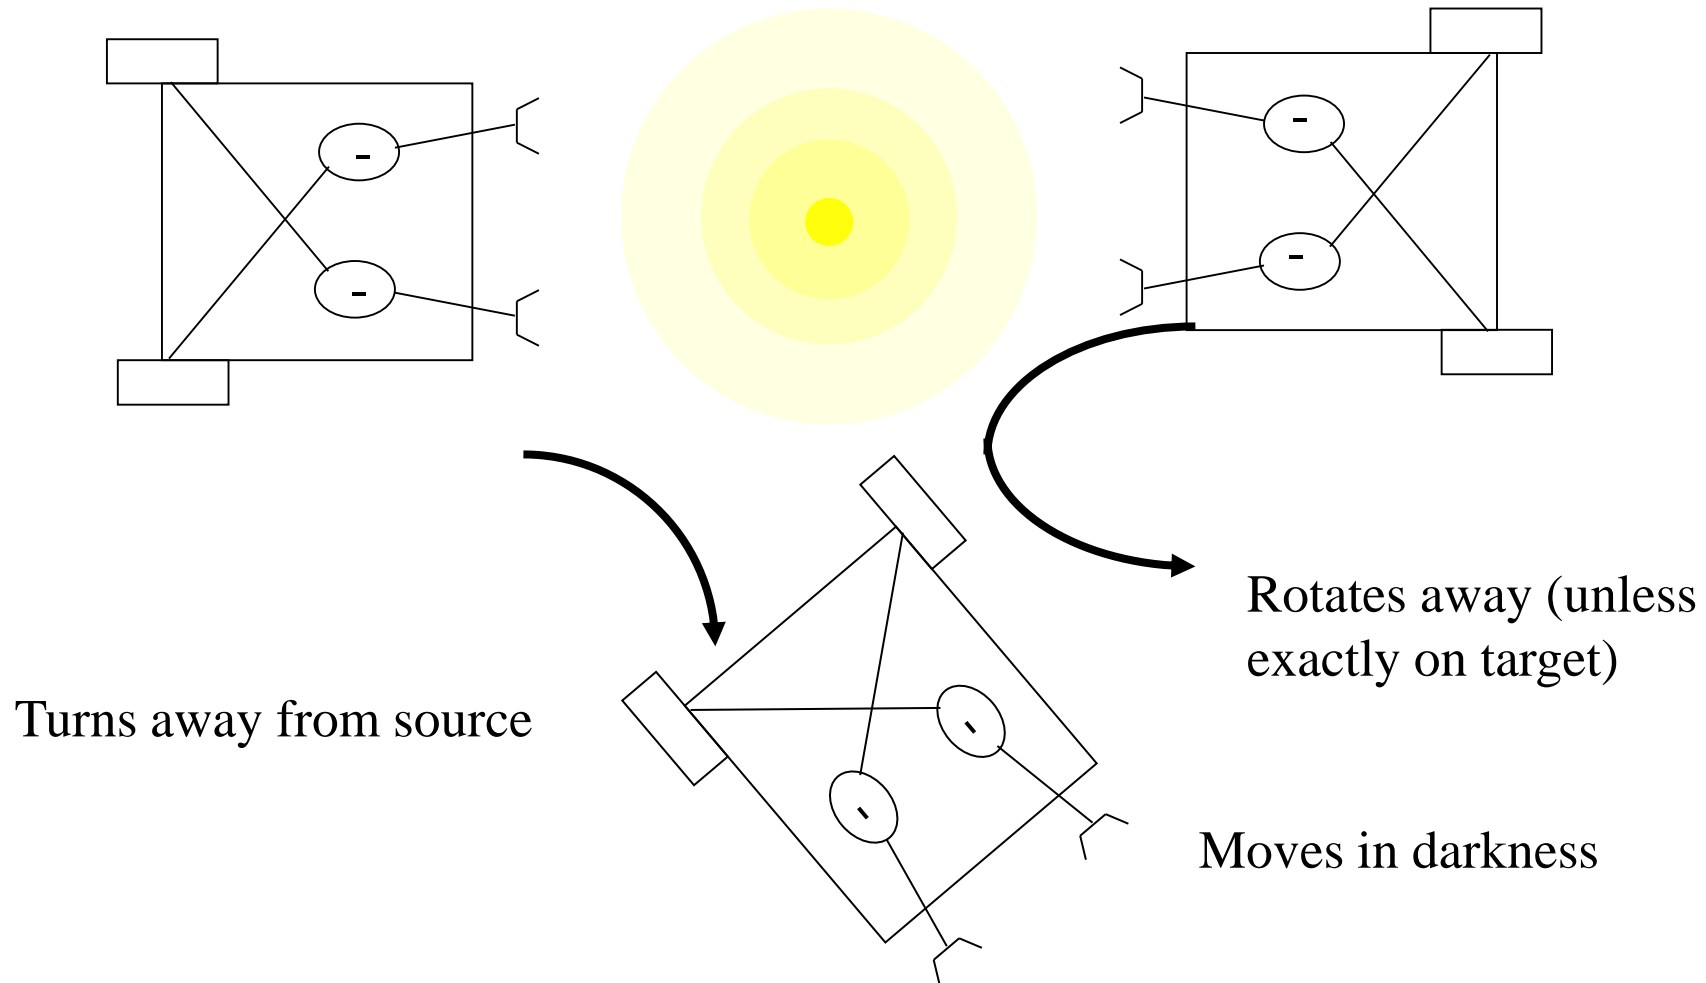 -
-
-
-
Rotates away (unless
exactly on target)
Turns away from source
-
-
Moves in darkness